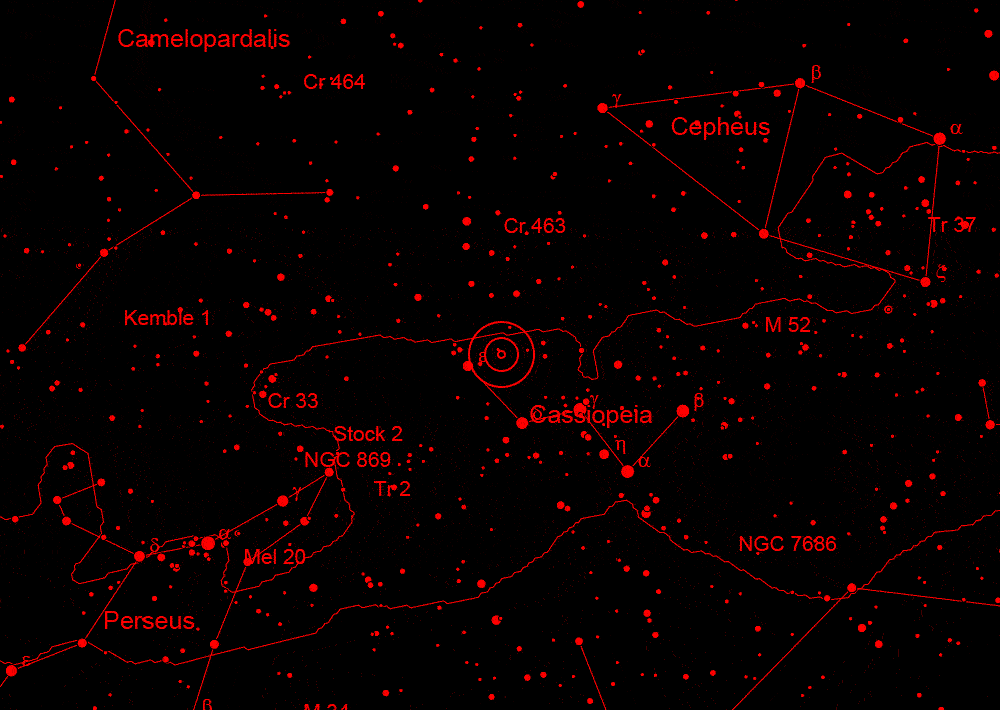 Camelopardalis
β
Cr 464
γ
Cepheus
α
Cr 463
Tr 37
ζ
Kemble 1
M 52
ε
Cr 33
δ
Cassiopeia
γ
β
Stock 2
η
NGC 869
α
Tr 2
γ
α
δ
Mel 20
NGC 7686
Perseus
ε
β
M 34